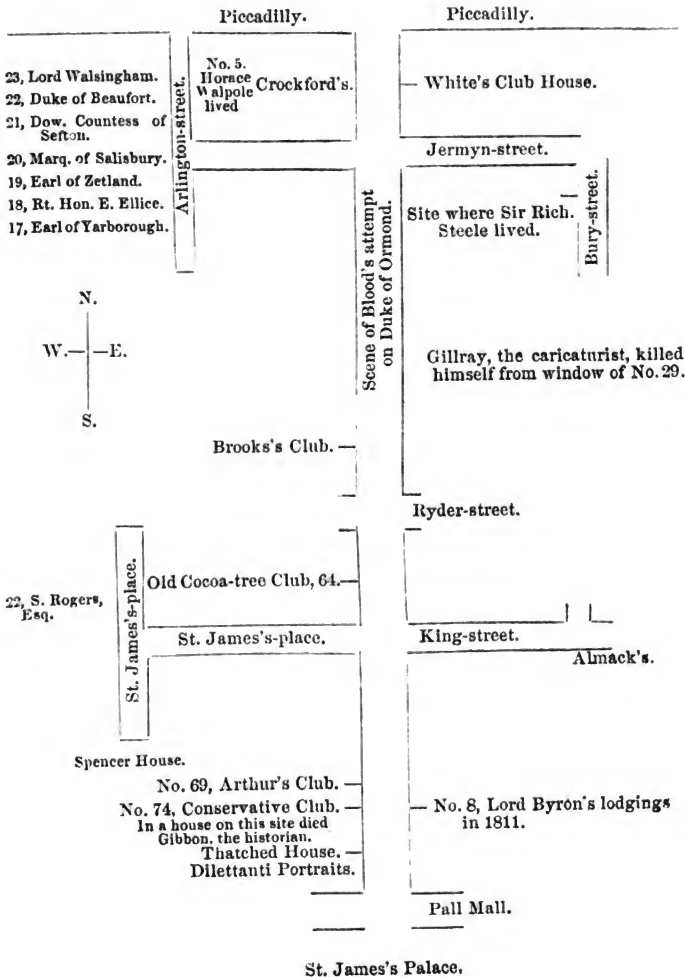 Piccadilly.
Piccadilly.
23, Lord Walsingham.
22, Duke of Beaufort.
21, Dow. Countess of
Sefton.
20, Marq. of Salisbury.
19, Earl of Zetland.
18, Rt. Hon. E. Ellice.
17, Earl of Yarborough.
Arlington-street.
No. 5.
Horace
Walpole
lived
Crockford's.
White's Club House.
Jermyn-street.
Scene of Blood's attempt
on Duke of Ormond.
Site where Sir Rich.
Steele lived.
Bury-street.
N.
W. E.
S.
Gillray, the caricaturist, killed
himself from window of No. 29.
Brooks's Club.
Ryder-street.
22, S. Rogers,
Esq.
St. James's-place.
Old Cocoa-tree Club, 64.
St. James's-place.
King-street.
Almack's.
Spencer House.
No. 69, Arthur's Club.
No. 74, Conservative Club.
In a house on this site died
Gibbon, the historian.
Thatched House.
Dilettanti Portraits.
No. 8, Lord Byron's lodgings
in 1811.
Pall Mall.
St. James's Palace.